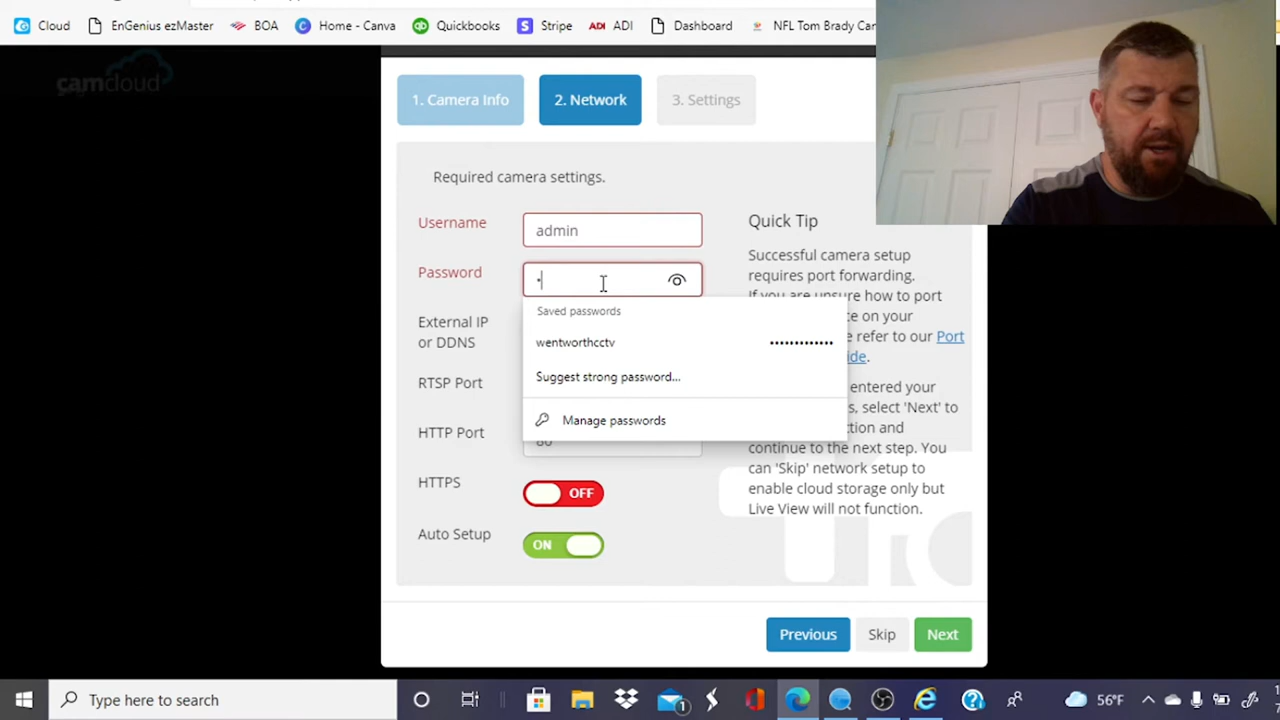 Cloud EnGenius ezMaster BOA Home - Canva Quickbooks Stripe ADI ADI Dashboard NFL Tom Brady Car
camcloud
1. Camera Info 2. Network 3. Settings
Required camera settings.
Username admin
Password •
Saved passwords
wentworthcctv •••••••••••••
Suggest strong password...
Manage passwords
External IP
or DDNS
RTSP Port
HTTP Port 80
HTTPS OFF
Auto Setup ON
Quick Tip
Successful camera setup
requires port forwarding.
If you are unsure how to port
ce on your
e refer to our Port
ide.
entered your
s, select 'Next' to
ction and
continue to the next step. You
can 'Skip' network setup to
enable cloud storage only but
Live View will not function.
Previous Skip Next
Type here to search 1 56°F